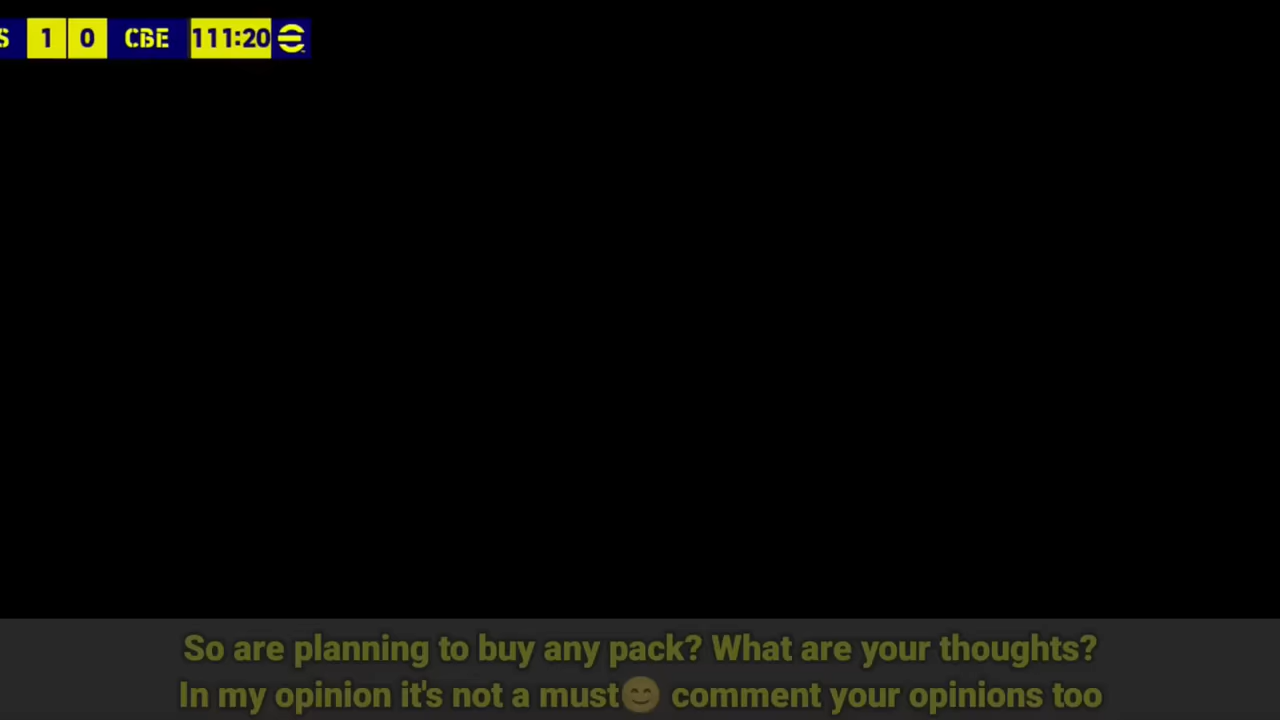 S 1 0 CBE 111:20
So are planning to buy any pack? What are your thoughts?
In my opinion it's not a must😊 comment your opinions too